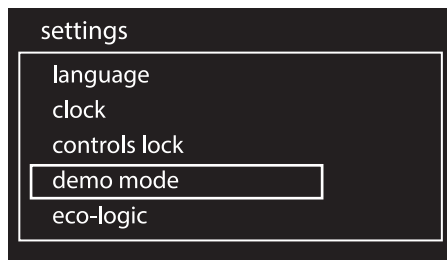 settings
language
clock
controls lock
demo mode
eco-logic